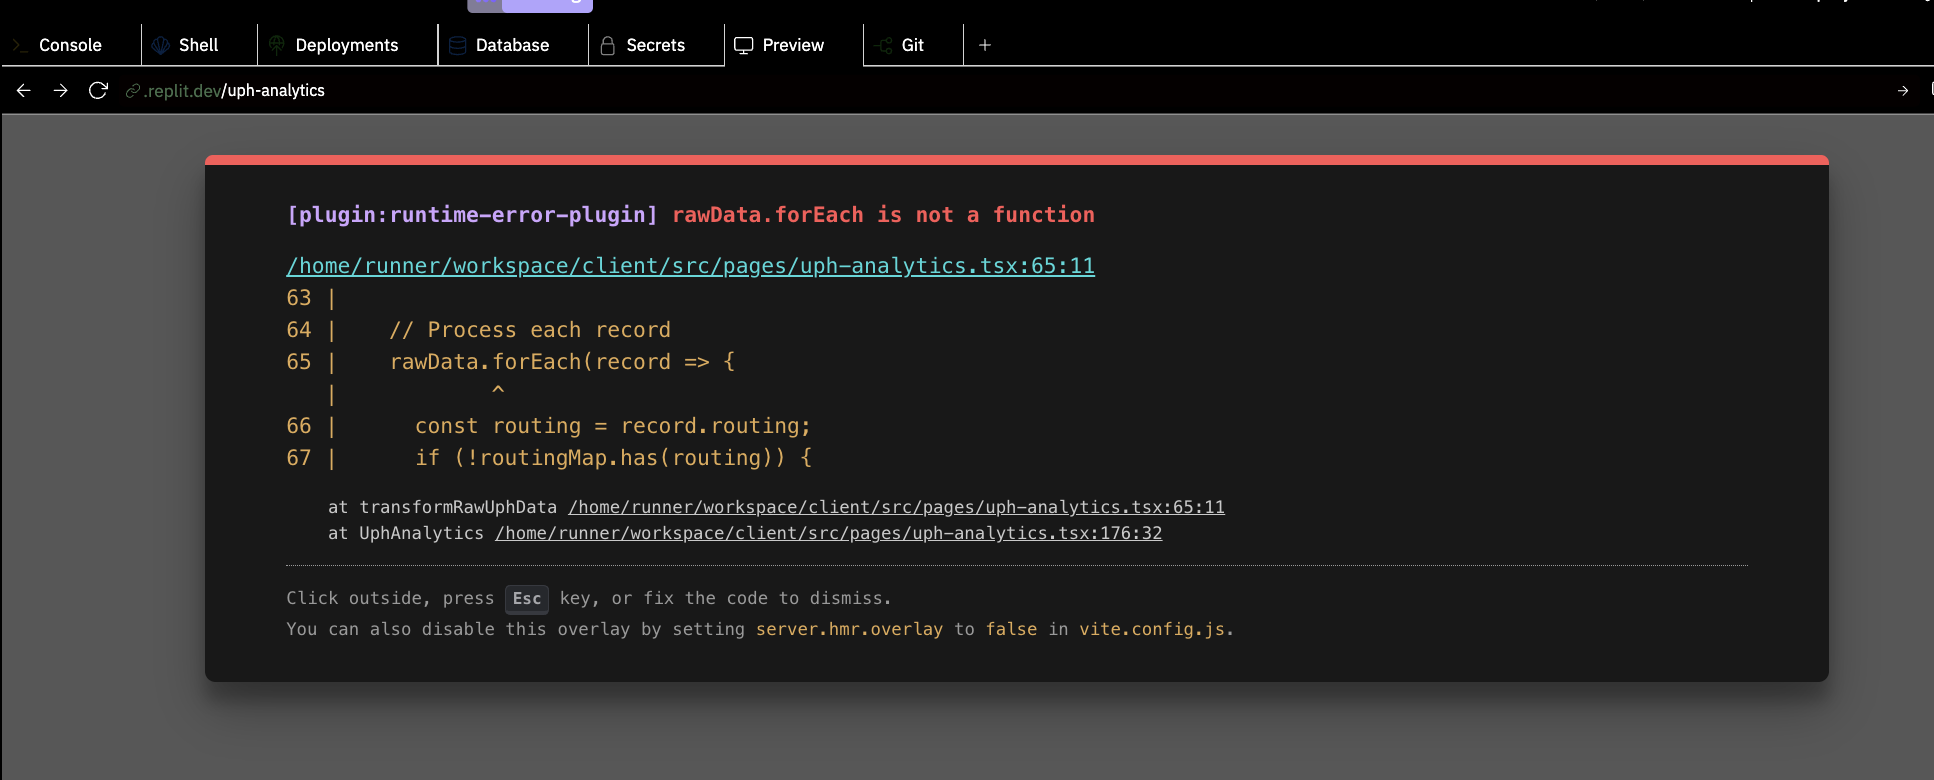 Console Shell Deployments Database Secrets Preview Git +
.replit.dev/uph-analytics
[plugin:runtime-error-plugin] rawData.forEach is not a function
/home/runner/workspace/client/src/pages/uph-analytics.tsx:65:11
63 |
64 |    // Process each record
65 |    rawData.forEach(record => {
   |            ^
66 |      const routing = record.routing;
67 |      if (!routingMap.has(routing)) {
at transformRawUphData /home/runner/workspace/client/src/pages/uph-analytics.tsx:65:11
at UphAnalytics /home/runner/workspace/client/src/pages/uph-analytics.tsx:176:32
Click outside, press Esc key, or fix the code to dismiss.
You can also disable this overlay by setting server.hmr.overlay to false in vite.config.js.